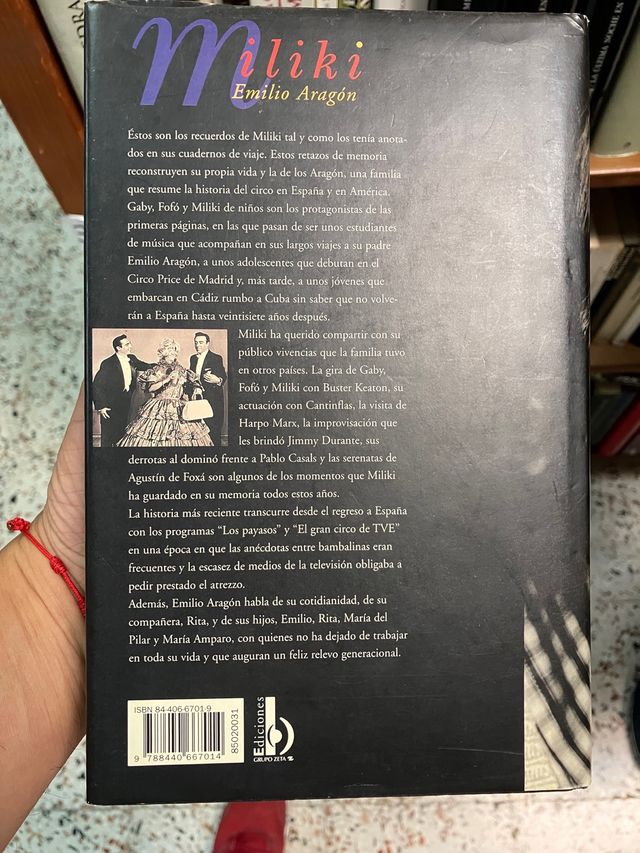 Miliki
Emilio Aragón
Éstos son los recuerdos de Miliki tal y como los tenía anota-
dos en sus cuadernos de viaje. Estos retazos de memoria
reconstruyen su propia vida y la de los Aragón, una familia
que resume la historia del circo en España y en América.
Gaby, Fofó y Miliki de niños son los protagonistas de las
primeras páginas, en las que pasan de ser unos estudiantes
de música que acompañan en sus largos viajes a su padre
Emilio Aragón, a unos adolescentes que debutan en el
Circo Price de Madrid y, más tarde, a unos jóvenes que
embarcan en Cádiz rumbo a Cuba sin saber que no volve-
rán a España hasta veintisiete años después.
Miliki ha querido compartir con su
público vivencias que la familia tuvo
en otros países. La gira de Gaby,
Fofó y Miliki con Buster Keaton, su
actuación con Cantinflas, la visita de
Harpo Marx, la improvisación que
les brindó Jimmy Durante, sus
derrotas al dominó frente a Pablo Casals y las serenatas de
Agustín de Foxá son algunos de los momentos que Miliki
ha guardado en su memoria todos estos años.
La historia más reciente transcurre desde el regreso a España
con los programas “Los payasos” y “El gran circo de TVE”
en una época en que las anécdotas entre bambalinas eran
frecuentes y la escasez de medios de la televisión obligaba a
pedir prestado el atrezzo.
Además, Emilio Aragón habla de su cotidianidad, de su
compañera, Rita, y de sus hijos, Emilio, Rita, María del
Pilar y María Amparo, con quienes no ha dejado de trabajar
en toda su vida y que auguran un feliz relevo generacional.
ISBN 84-406-6701-9
9 788440 667014
85020031
Ediciones b
GRUPO ZETA
LA ULTIMA NOCHE EN